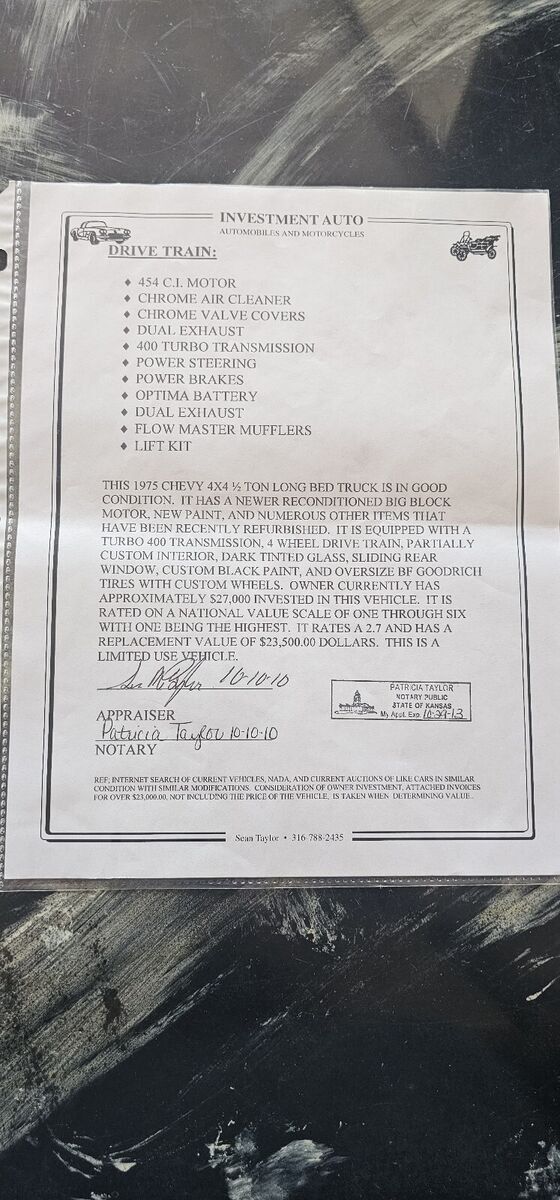 INVESTMENT AUTO
AUTOMOBILES AND MOTORCYCLES
DRIVE TRAIN:
♦ 454 C.I. MOTOR
♦ CHROME AIR CLEANER
♦ CHROME VALVE COVERS
♦ DUAL EXHAUST
♦ 400 TURBO TRANSMISSION
♦ POWER STEERING
♦ POWER BRAKES
♦ OPTIMA BATTERY
♦ DUAL EXHAUST
♦ FLOW MASTER MUFFLERS
♦ LIFT KIT
THIS 1975 CHEVY 4X4 ½ TON LONG BED TRUCK IS IN GOOD
CONDITION. IT HAS A NEWER RECONDITIONED BIG BLOCK
MOTOR, NEW PAINT, AND NUMEROUS OTHER ITEMS THAT
HAVE BEEN RECENTLY REFURBISHED. IT IS EQUIPPED WITH A
TURBO 400 TRANSMISSION, 4 WHEEL DRIVE TRAIN, PARTIALLY
CUSTOM INTERIOR, DARK TINTED GLASS, SLIDING REAR
WINDOW, CUSTOM BLACK PAINT, AND OVERSIZE BF GOODRICH
TIRES WITH CUSTOM WHEELS. OWNER CURRENTLY HAS
APPROXIMATELY $27,000 INVESTED IN THIS VEHICLE. IT IS
RATED ON A NATIONAL VALUE SCALE OF ONE THROUGH SIX
WITH ONE BEING THE HIGHEST. IT RATES A 2.7 AND HAS A
REPLACEMENT VALUE OF $23,500.00 DOLLARS. THIS IS A
LIMITED USE VEHICLE.
10-10-10
APPRAISER
Patricia Taylor 10-10-10
NOTARY
PATRICIA TAYLOR
NOTARY PUBLIC
STATE OF KANSAS
My Appt. Exp. 10-29-13
REF; INTERNET SEARCH OF CURRENT VEHICLES, NADA, AND CURRENT AUCTIONS OF LIKE CARS IN SIMILAR
CONDITION WITH SIMILAR MODIFICATIONS. CONSIDERATION OF OWNER INVESTMENT, ATTACHED INVOICES
FOR OVER $23,000.00, NOT INCLUDING THE PRICE OF THE VEHICLE, IS TAKEN WHEN DETERMINING VALUE..
Sean Taylor • 316-788-2435